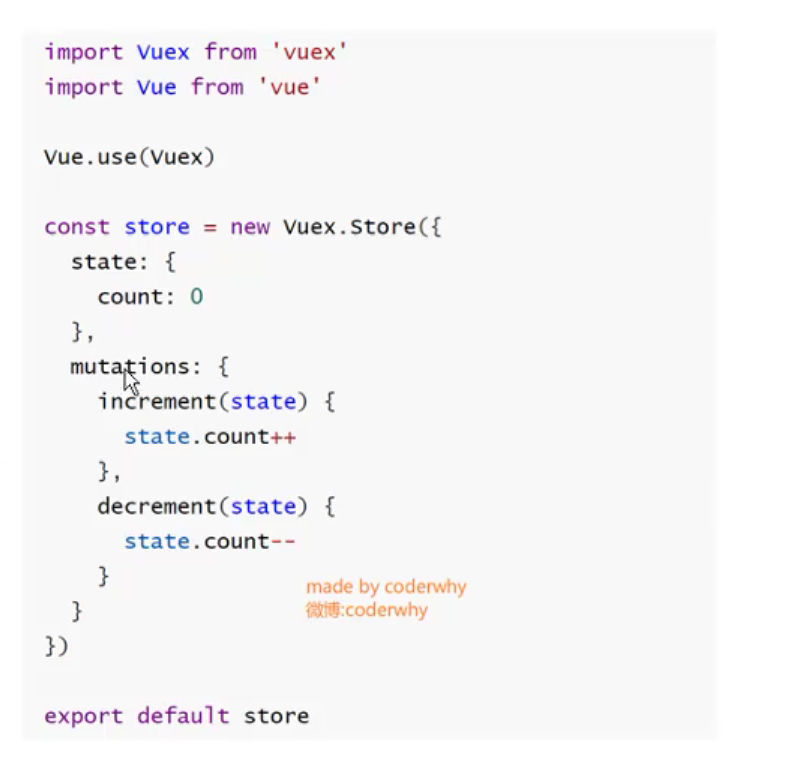 import Vuex from 'vuex'
import Vue from 'vue'
Vue.use(Vuex)
const store = new Vuex.Store({
  state: {
    count: 0
  },
  mutations: {
    increment(state) {
      state.count++
    },
    decrement(state) {
      state.count--
    }
  }
})
made by coderwhy
微博:coderwhy
export default store